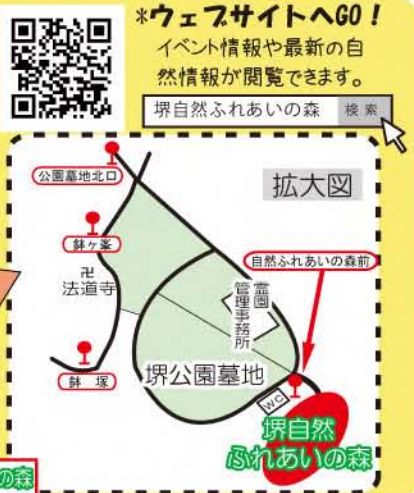 *ウェブサイトへGO!
イベント情報や最新の自
然情報が閲覧できます。
堺自然ふれあいの森 検索
拡大図
公園墓地北口
鉢ヶ峯
卍
法道寺
自然ふれあいの森前
霊園
管理事務所
鉢 塚
堺公園墓地
WC
堺自然
ふれあいの森
の森